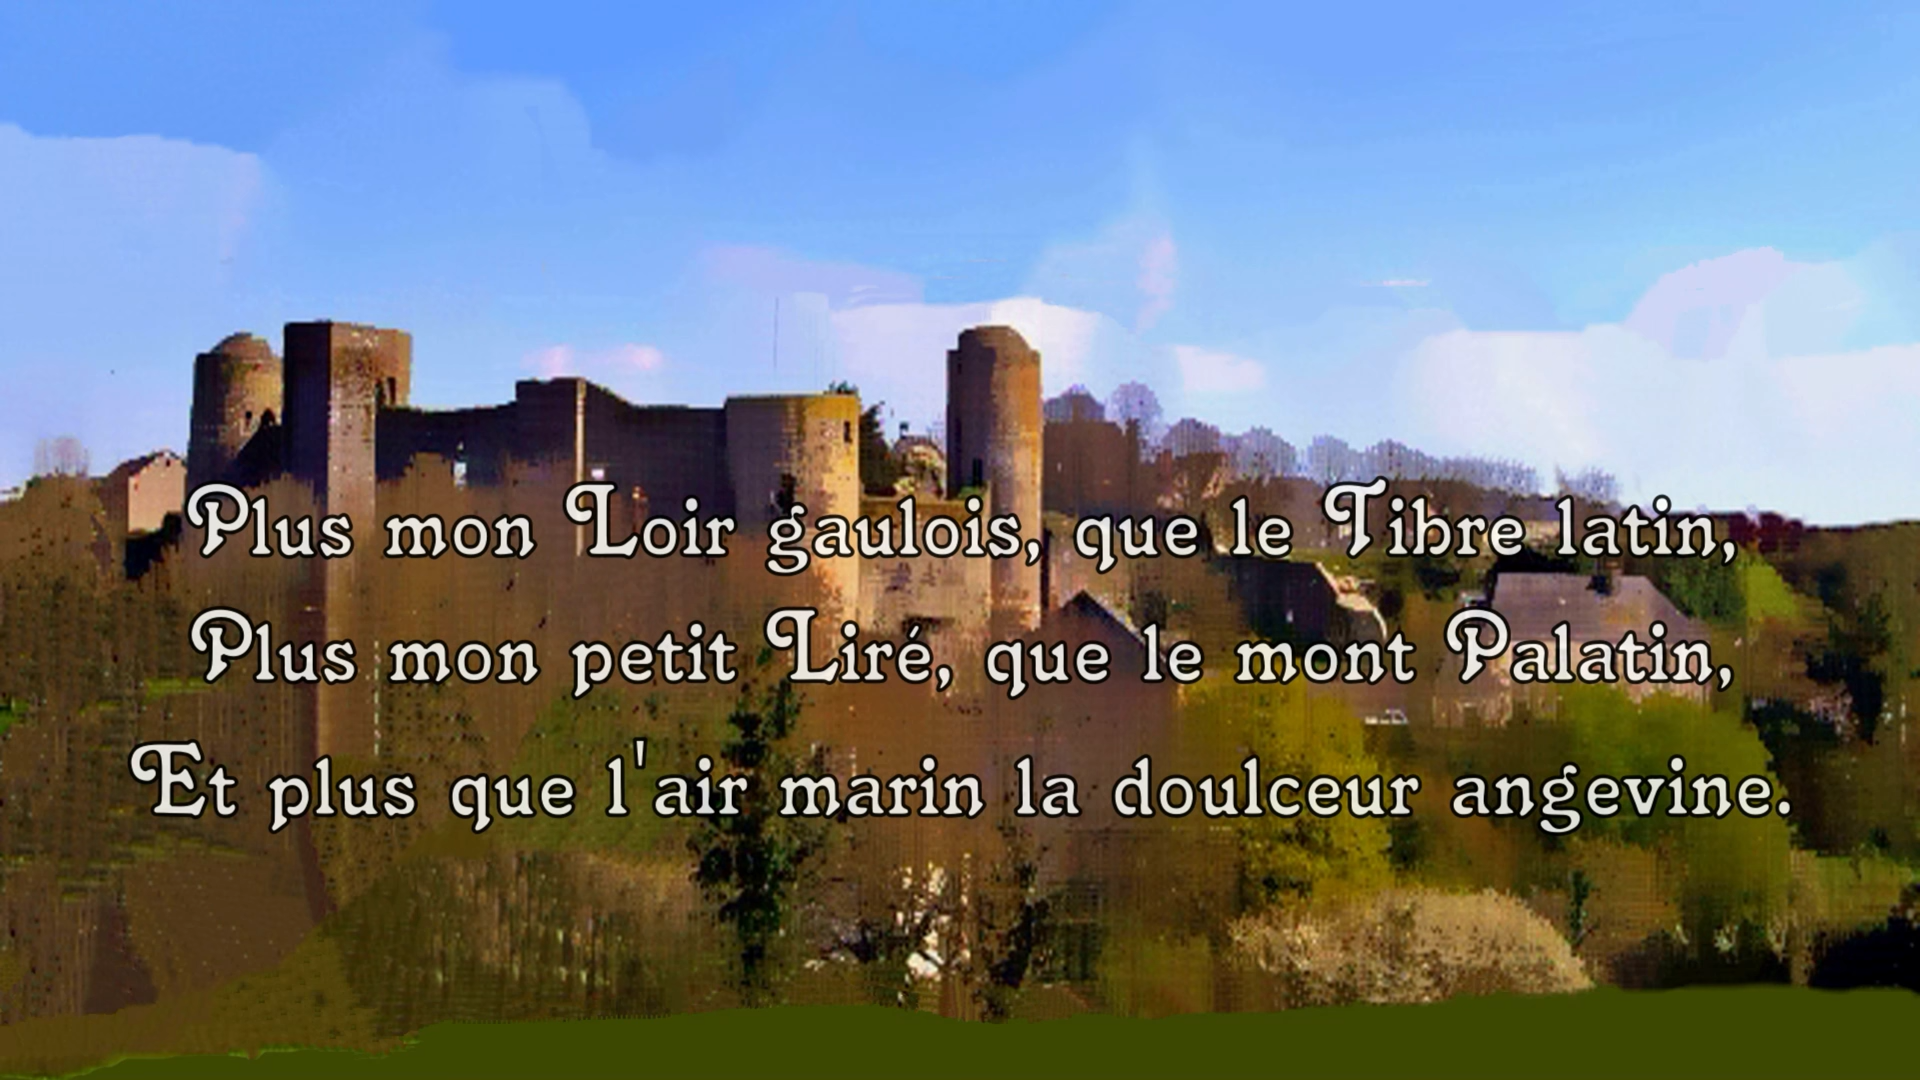 Plus mon Loir gaulois, que le Tibre latin,
Plus mon petit Liré, que le mont Palatin,
Et plus que l'air marin la doulceur angevine.